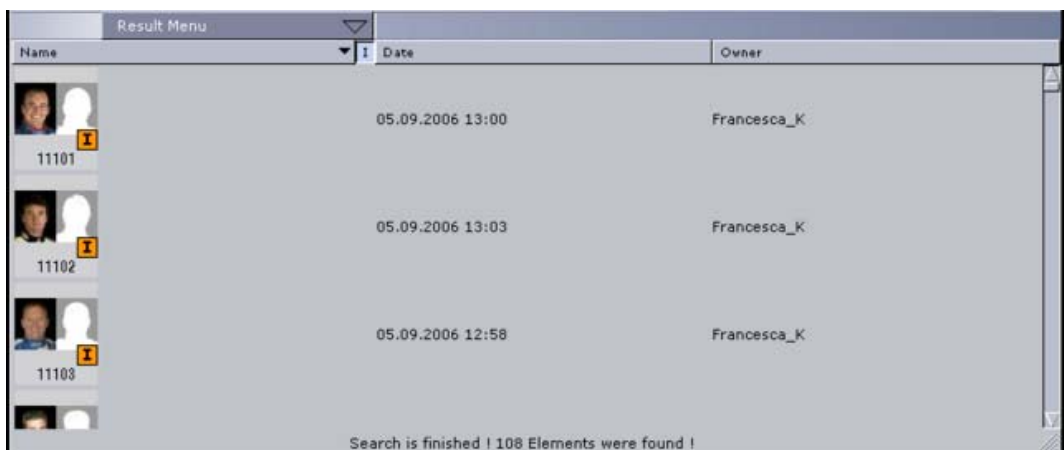 Result Menu
Name I Date Owner
05.09.2006 13:00 Francesca_K
I
11101
05.09.2006 13:03 Francesca_K
I
11102
05.09.2006 12:58 Francesca_K
I
11103
Search is finished ! 108 Elements were found !